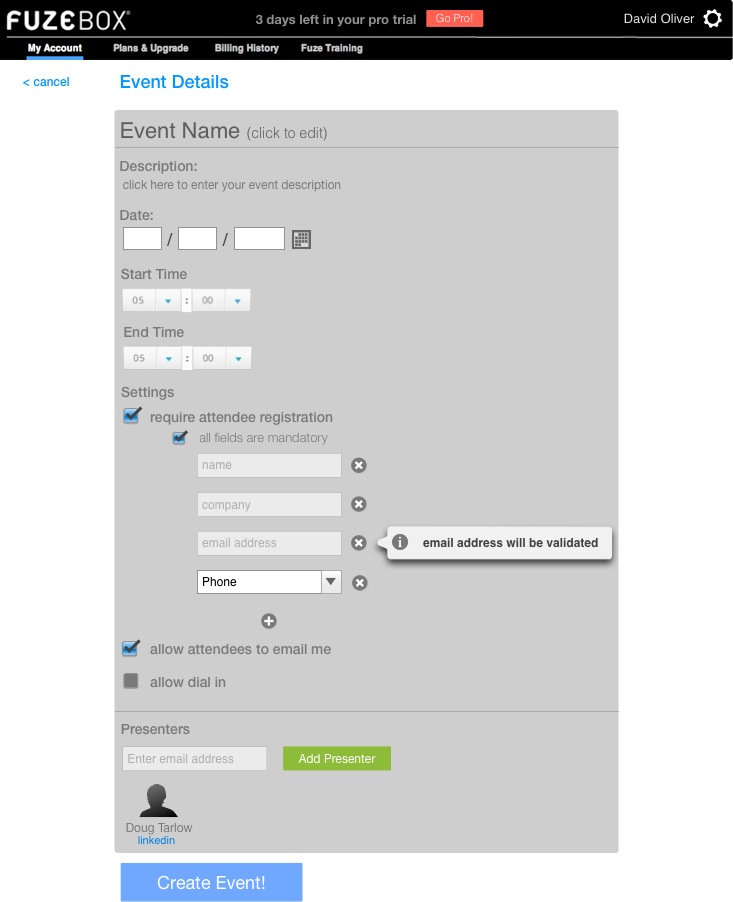 FUZEBOX®
3 days left in your pro trial Go Pro! David Oliver
My Account Plans & Upgrade Billing History Fuze Training
< cancel Event Details
Event Name (click to edit)
Description:
click here to enter your event description
Date:
/ /
Start Time
05 : 00
End Time
05 : 00
Settings
require attendee registration
all fields are mandatory
name
company
email address
email address will be validated
Phone
allow attendees to email me
allow dial in
Presenters
Enter email address Add Presenter
Doug Tarlow
linkedin
Create Event!